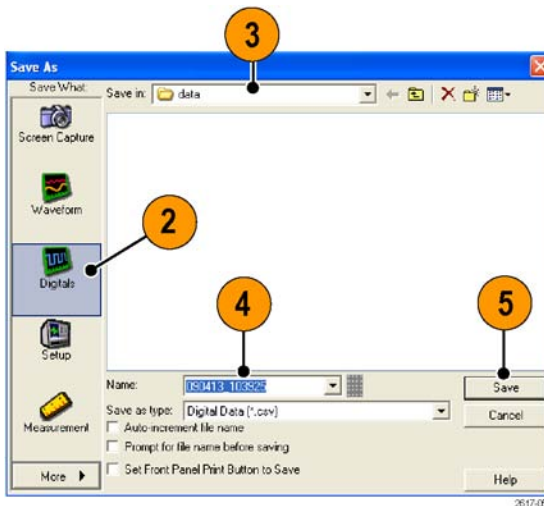 3
Save As
Save What:
Save in: data
Screen Capture
Waveform
2
Digitals
4
5
Setup
Name: 090413_103925
Save
Save as type: Digital Data (*.csv)
Cancel
Measurement
Auto-increment file name
Prompt for file name before saving
More
Set Front Panel Print Button to Save
Help